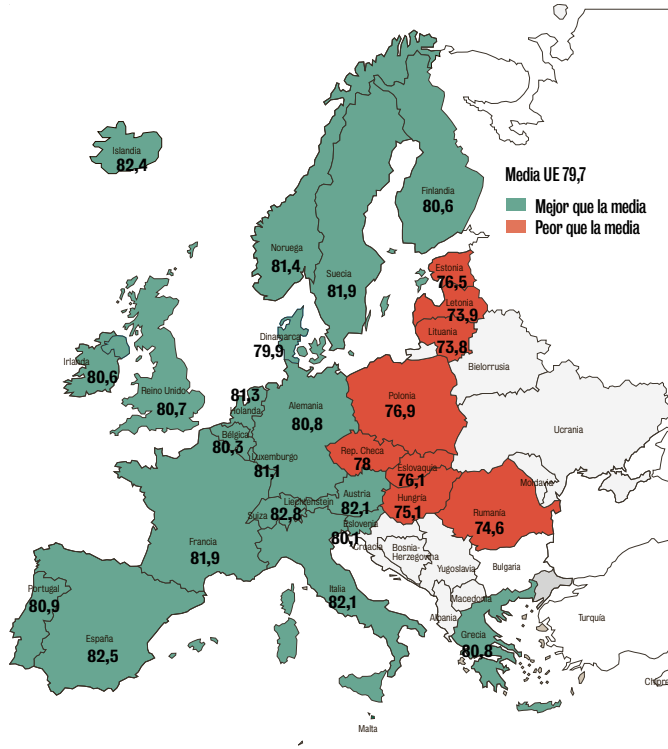 Islandia
82,4
Media UE 79,7
Mejor que la media
Peor que la media
Finlandia
80,6
Noruega
81,4
Suecia
81,9
Estonia
76,5
Letonia
73,9
Lituania
73,8
Dinamarca
79,9
Irlanda
80,6
Reino Unido
80,7
81,3
Holanda
Alemania
80,8
Polonia
76,9
Bielorrusia
Ucrania
Bélgica
80,3
Luxemburgo
81,1
Rep. Checa
78
Eslovaquia
76,1
Moldavia
Liechtenstein
Suiza
82,8
Austria
82,1
Hungría
75,1
Rumanía
74,6
Eslovenia
80,1
Croacia
Francia
81,9
Bosnia-
Herzegowna
Yugoslavia
Bulgaria
Portugal
80,9
España
82,5
Italia
82,1
Macedonia
Albania
Grecia
80,8
Turquía
Malta